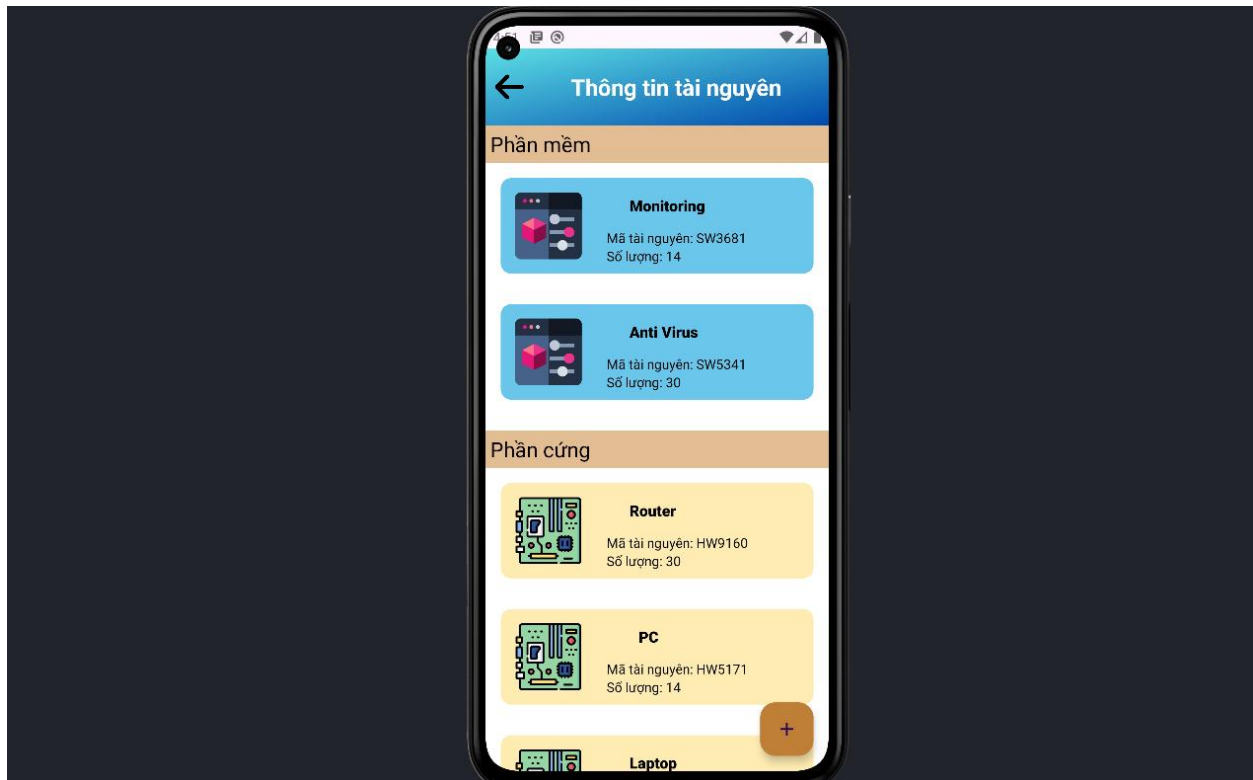 Thông tin tài nguyên
Phần mềm
Monitoring
Mã tài nguyên: SW3681
Số lượng: 14
Anti Virus
Mã tài nguyên: SW5341
Số lượng: 30
Phần cứng
Router
Mã tài nguyên: HW9160
Số lượng: 30
PC
Mã tài nguyên: HW5171
Số lượng: 14
+
Laptop